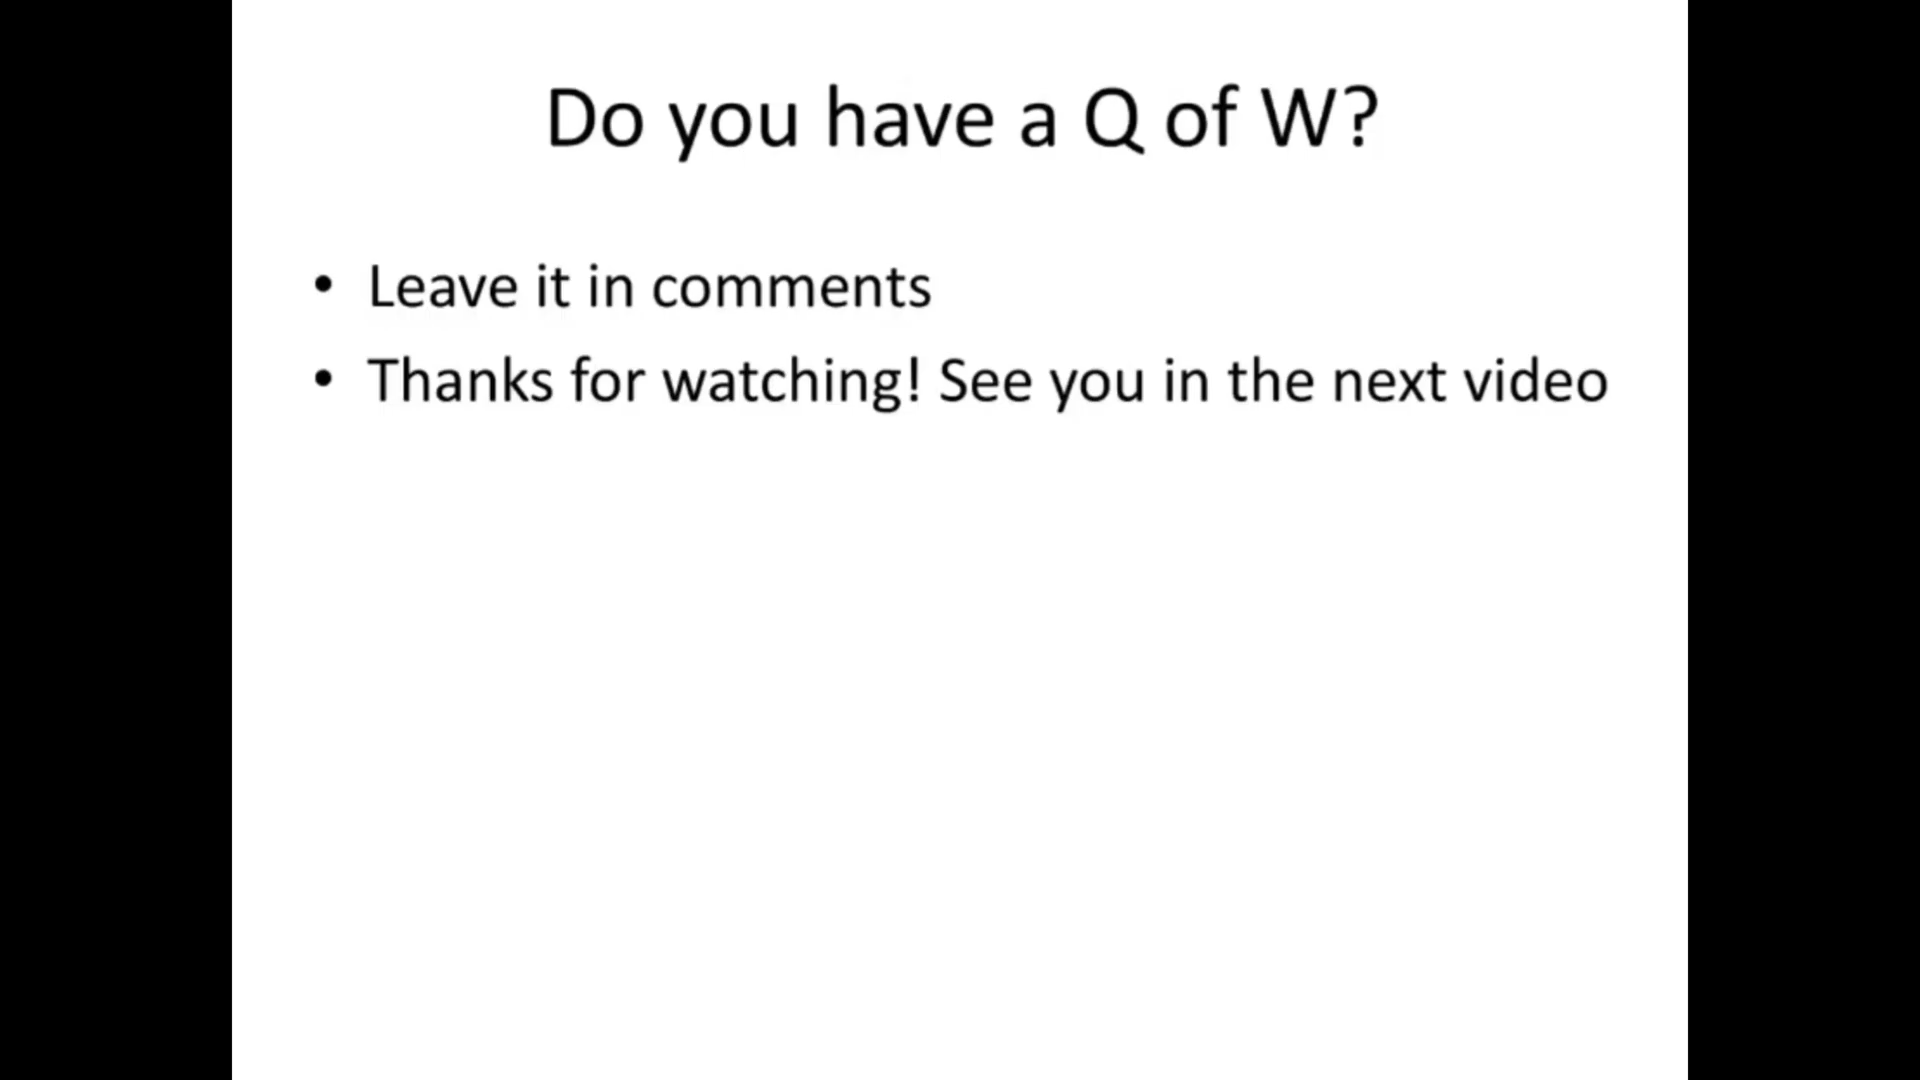 Do you have a Q of W?
• Leave it in comments
• Thanks for watching! See you in the next video